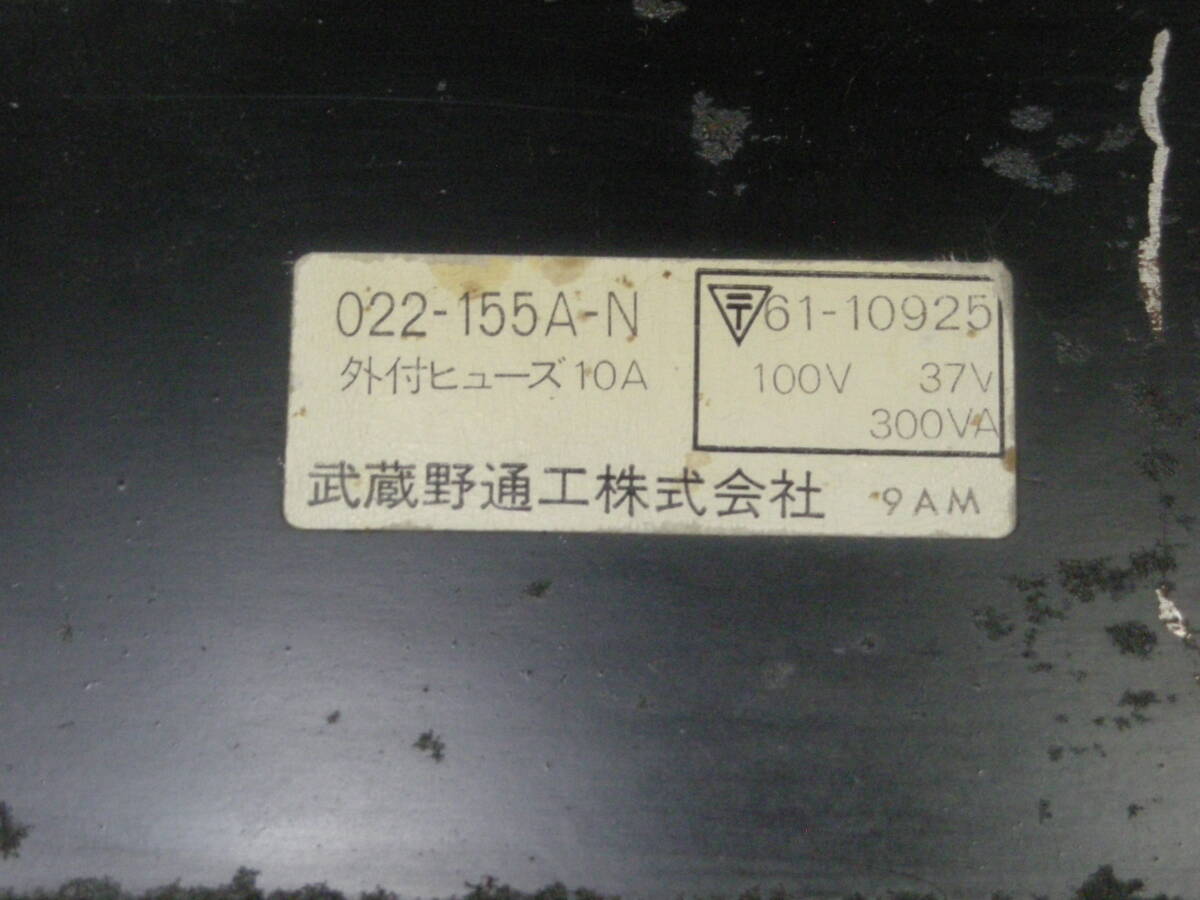 022-155A-N
外付ヒューズ10A
〒61-10925
100V 37V
300VA
武蔵野通工株式会社 9AM